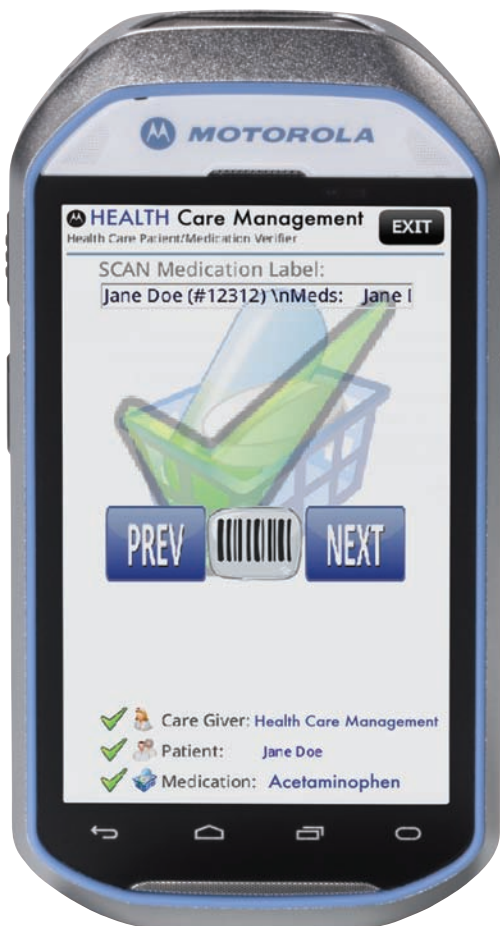 MOTOROLA
HEALTH Care Management
EXIT
Health Care Patient/Medication Verifier
SCAN Medication Label:
Jane Doe (#12312) \nMeds: Jane I
PREV
NEXT
Care Giver: Health Care Management
Patient: Jane Doe
Medication: Acetaminophen